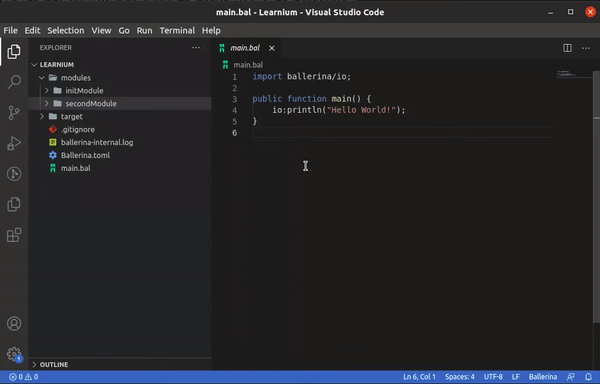 main.bal - Learnium - Visual Studio Code
File Edit Selection View Go Run Terminal Help
EXPLORER
LEARNIUM
modules
initModule
secondModule
target
.gitignore
ballerina-internal.log
Ballerina.toml
main.bal
OUTLINE
main.bal
main.bal
1 import ballerina/io;
2
3 public function main() {
4 io:println("Hello World!");
5 }
6
1
0 0
Ln 6, Col 1 Spaces: 4 UTF-8 LF Ballerina